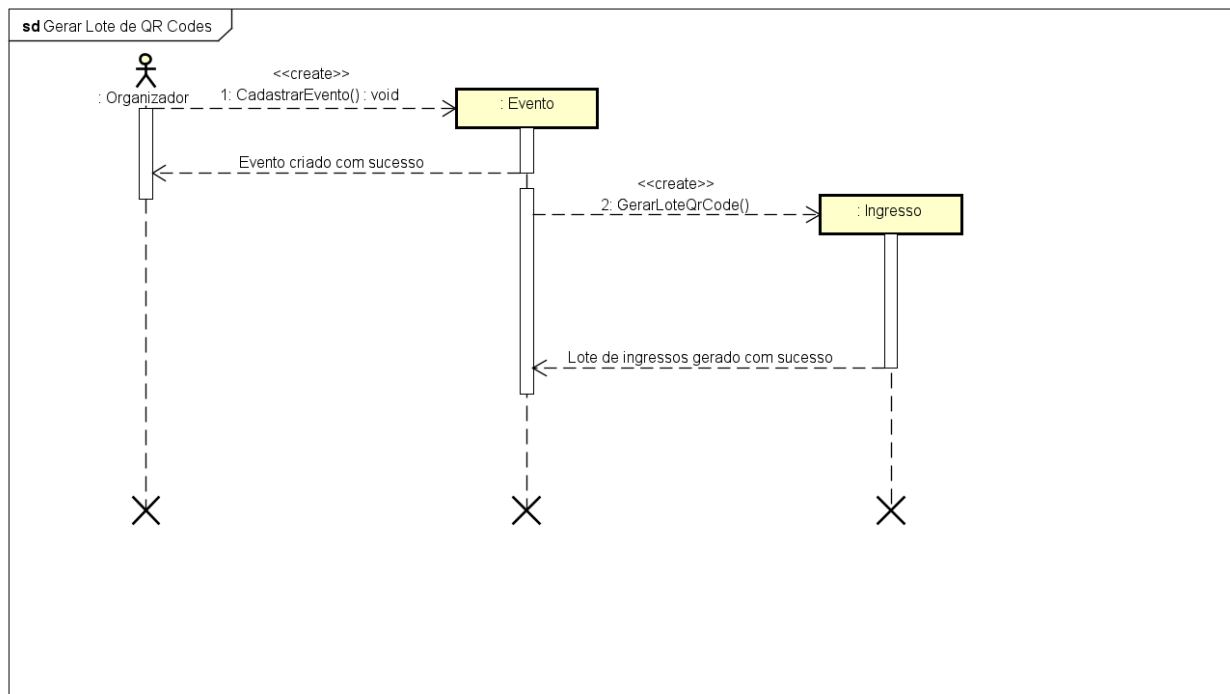 sd Gerar Lote de QR Codes
<<create>>
: Organizador
1: CadastrarEvento() : void
: Evento
Evento criado com sucesso
<<create>>
2: GerarLoteQrCode()
: Ingresso
Lote de ingressos gerado com sucesso